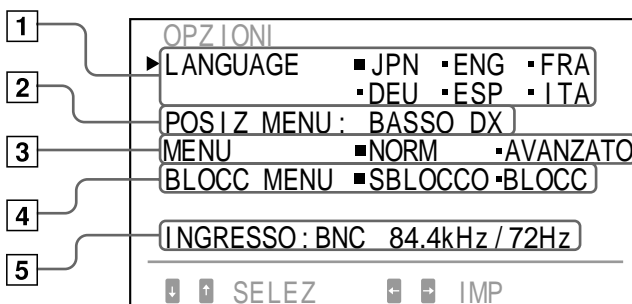 OPZIONI
1 LANGUAGE ■JPN ▪ENG ▪FRA
▪DEU ▪ESP ▪ITA
2 POSIZ MENU: BASSO DX
3 MENU ■NORM ▪AVANZATO
4 BLOCC MENU ■SBLOCCO ▪BLOCC
5 INGRESSO: BNC 84.4kHz/72Hz
↓ ↑ SELEZ ← → IMP